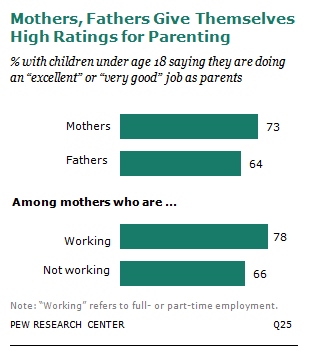 Mothers, Fathers Give Themselves
High Ratings for Parenting
% with children under age 18 saying they are doing
an “excellent” or “very good” job as parents
Mothers 73
Fathers 64
Among mothers who are ...
Working 78
Not working 66
Note: “Working” refers to full- or part-time employment.
PEW RESEARCH CENTER Q25